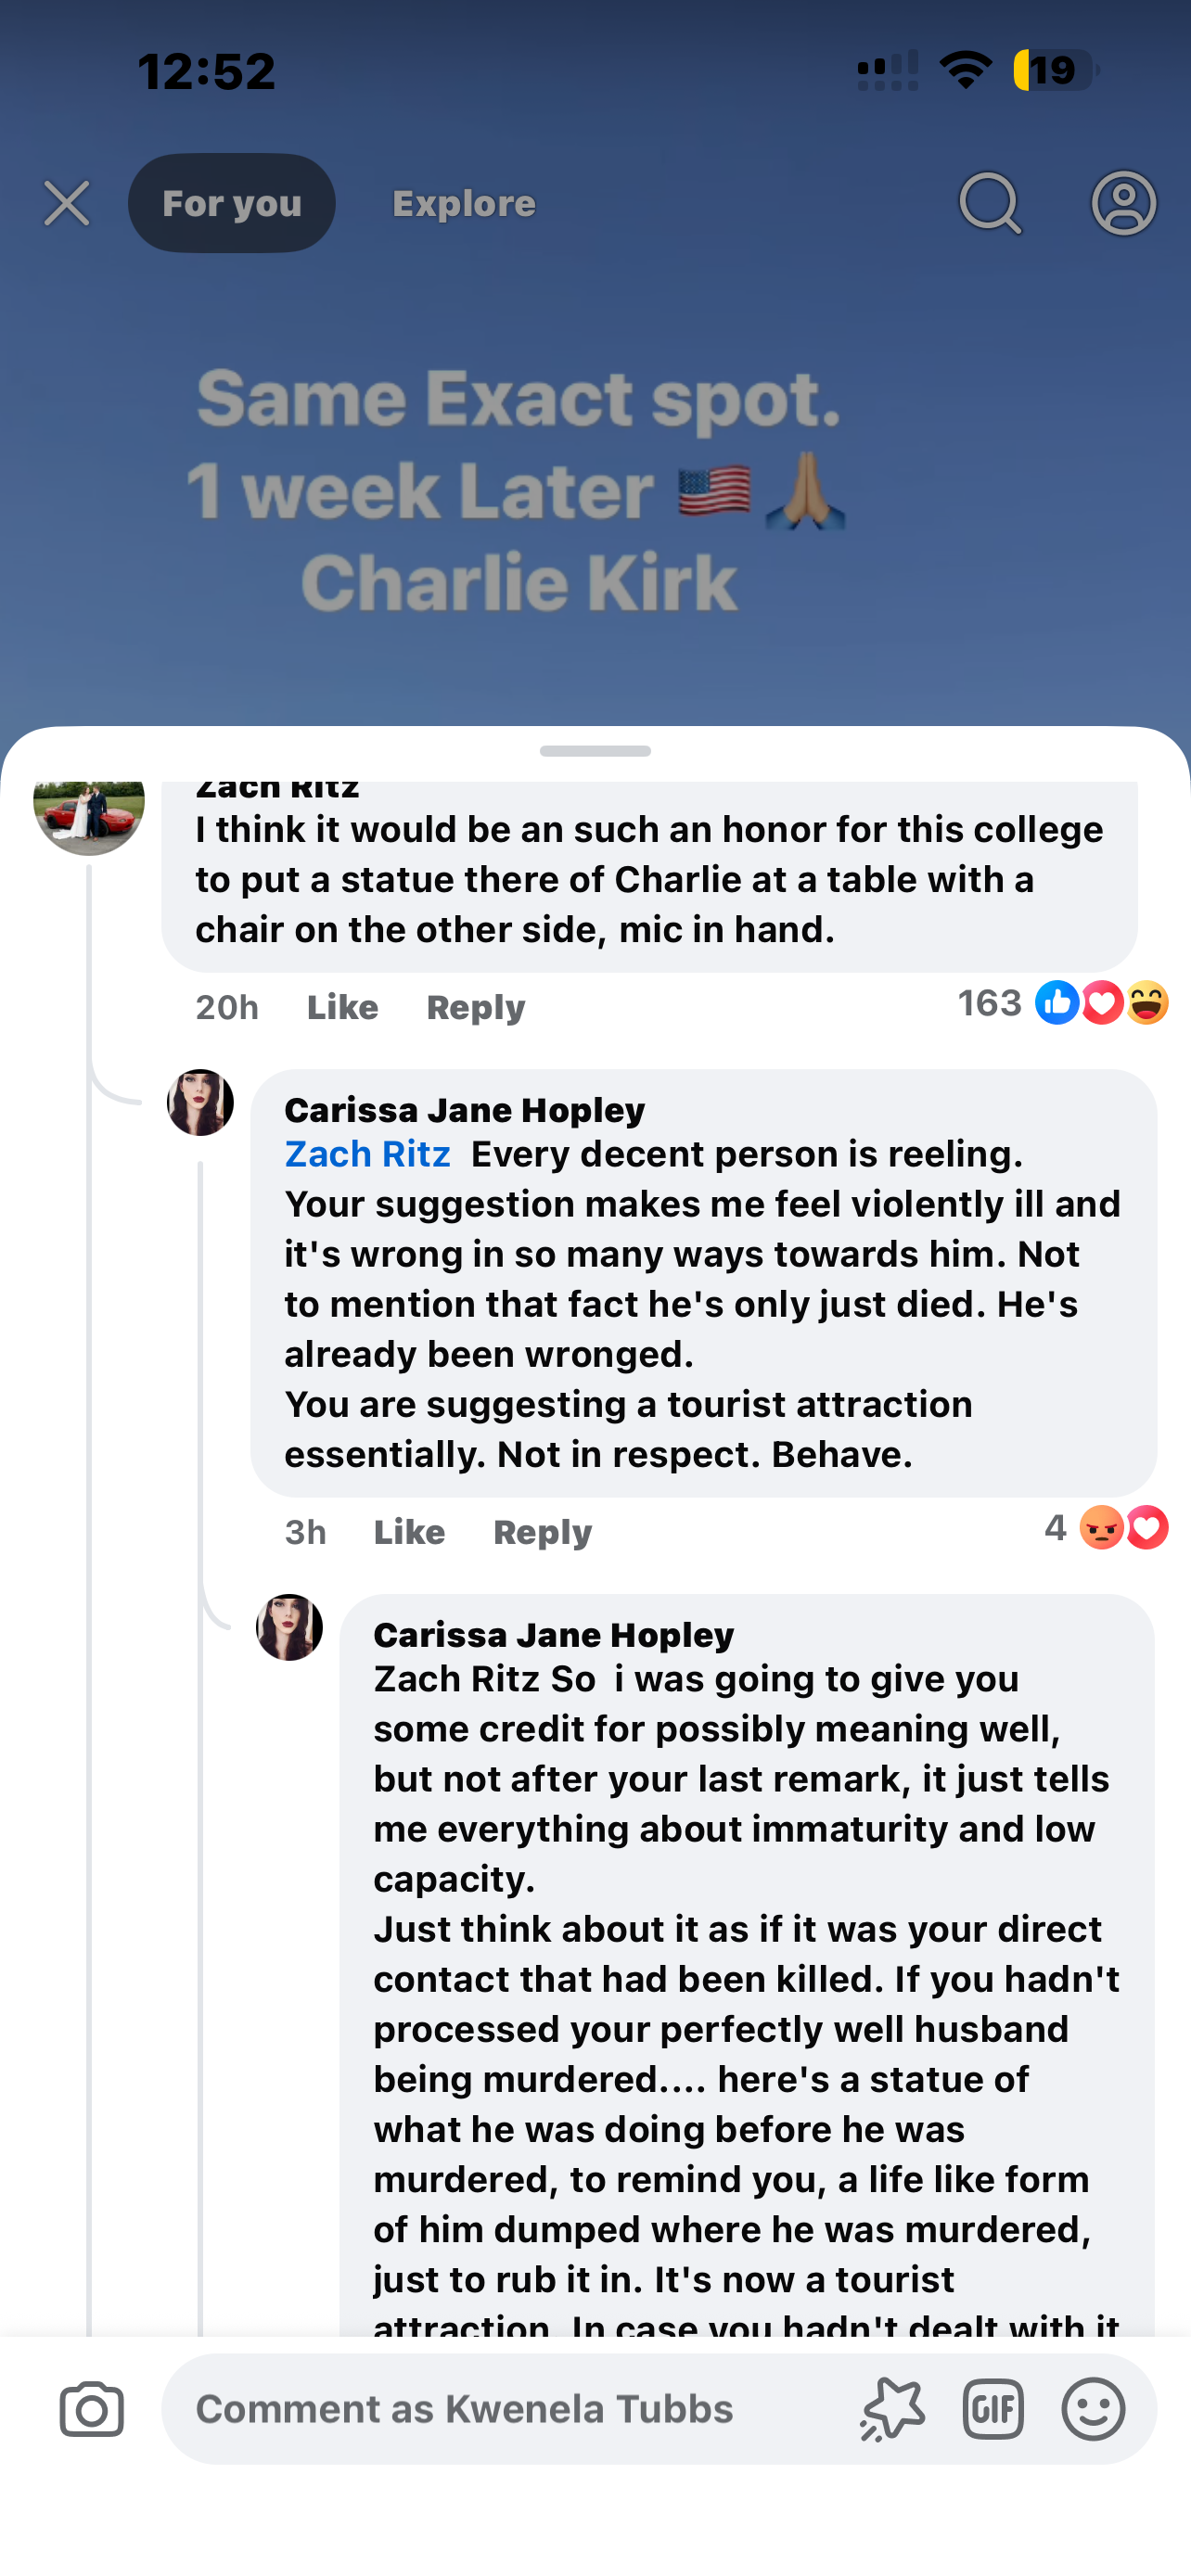 12:52
19
For you
Explore
Same Exact spot.
1 week Later 🇺🇸🙏🏼
Charlie Kirk
Zach Ritz
I think it would be an such an honor for this college
to put a statue there of Charlie at a table with a
chair on the other side, mic in hand.
20h Like Reply 163
Carissa Jane Hopley
Zach Ritz Every decent person is reeling.
Your suggestion makes me feel violently ill and
it's wrong in so many ways towards him. Not
to mention that fact he's only just died. He's
already been wronged.
You are suggesting a tourist attraction
essentially. Not in respect. Behave.
3h Like Reply 4
Carissa Jane Hopley
Zach Ritz So i was going to give you
some credit for possibly meaning well,
but not after your last remark, it just tells
me everything about immaturity and low
capacity.
Just think about it as if it was your direct
contact that had been killed. If you hadn't
processed your perfectly well husband
being murdered.... here's a statue of
what he was doing before he was
murdered, to remind you, a life like form
of him dumped where he was murdered,
just to rub it in. It's now a tourist
attraction. In case you hadn't dealt with it
Comment as Kwenela Tubbs
GIF